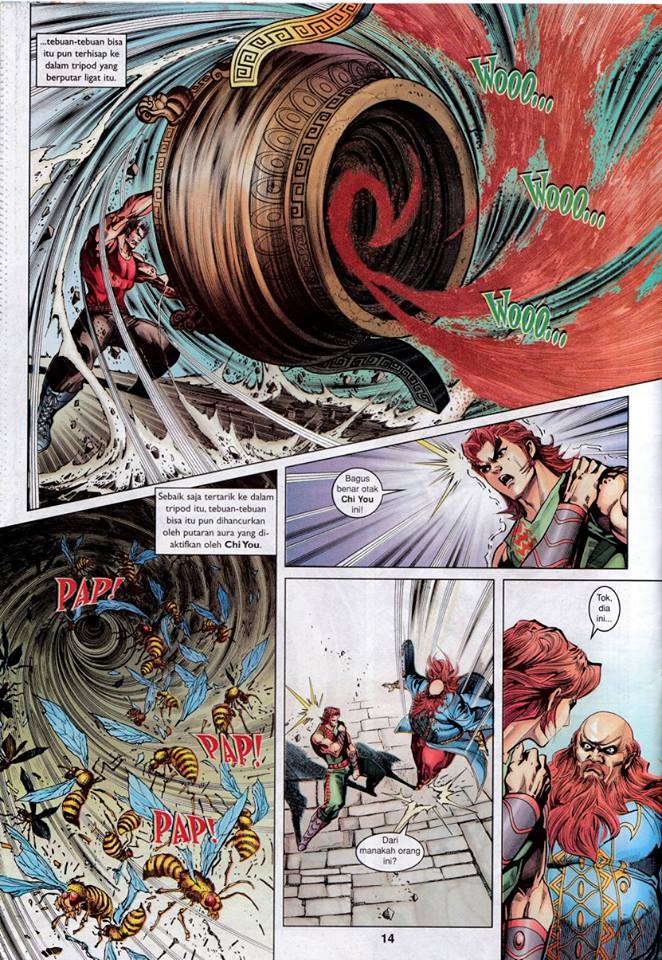 ...tebuan-tebuan bisa
itu pun terhisap ke
dalam tripod yang
berputar ligat itu.
WOOO...
WOOO...
WOOO...
Bagus
benar otak
Chi You
ini!
Sebaik saja tertarik ke dalam
tripod itu, tebuan-tebuan
bisa itu pun dihancurkan
oleh putaran aura yang di-
aktifkan oleh Chi You.
PAP!
PAP!
PAP!
Dari
manakah orang
ini?
Tok,
dia
ini...
14